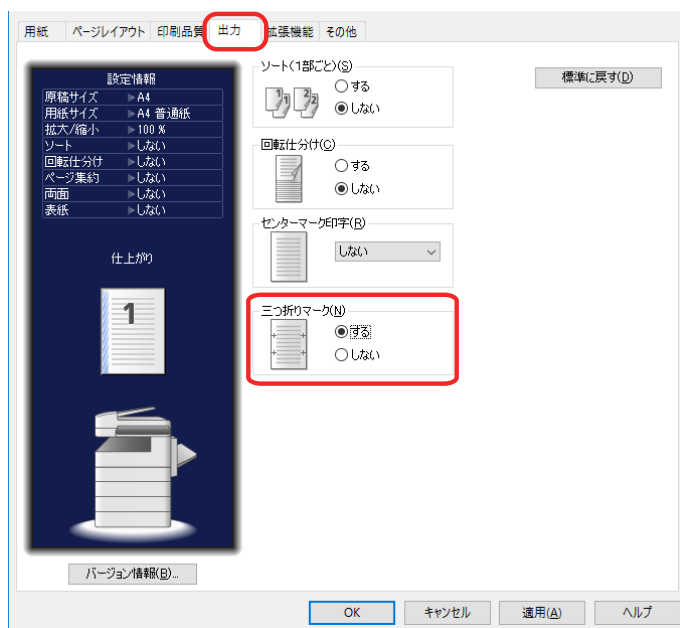 用紙 ページレイアウト 印刷品質 出力 拡張機能 その他
設定情報
原稿サイズ ▶A4
用紙サイズ ▶A4 普通紙
拡大/縮小 ▶100 %
ソート ▶しない
回転仕分け ▶しない
ページ集約 ▶しない
両面 ▶しない
表紙 ▶しない
仕上がり
1
バージョン情報(B)...
ソート(1部ごと)(S)
1 1 2 2
する
しない
回転仕分け(C)
する
しない
センターマーク印字(R)
しない
三つ折りマーク(N)
する
しない
標準に戻す(D)
OK キャンセル 適用(A) ヘルプ